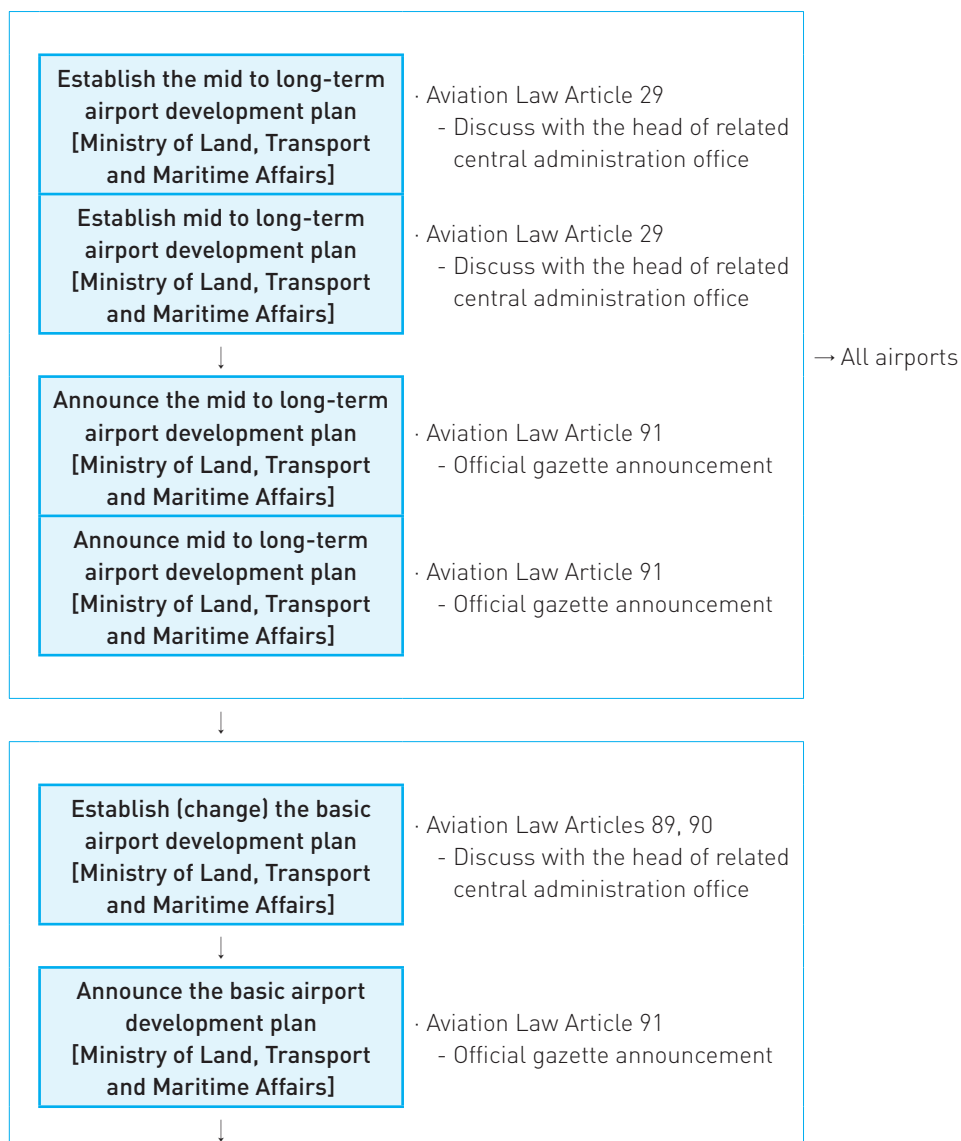 Establish the mid to long-term
airport development plan
[Ministry of Land, Transport
and Maritime Affairs]
· Aviation Law Article 29
- Discuss with the head of related
central administration office
Establish mid to long-term
airport development plan
[Ministry of Land, Transport
and Maritime Affairs]
· Aviation Law Article 29
- Discuss with the head of related
central administration office
↓
→ All airports
Announce the mid to long-term
airport development plan
[Ministry of Land, Transport
and Maritime Affairs]
· Aviation Law Article 91
- Official gazette announcement
Announce mid to long-term
airport development plan
[Ministry of Land, Transport
and Maritime Affairs]
· Aviation Law Article 91
- Official gazette announcement
↓
Establish (change) the basic
airport development plan
[Ministry of Land, Transport
and Maritime Affairs]
· Aviation Law Articles 89, 90
- Discuss with the head of related
central administration office
↓
Announce the basic airport
development plan
[Ministry of Land, Transport
and Maritime Affairs]
· Aviation Law Article 91
- Official gazette announcement
↓